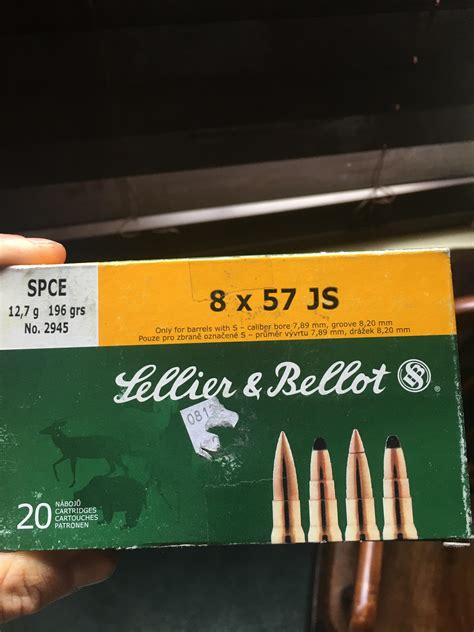 SPCE
12,7 g 196 grs
No. 2945
8 x 57 JS
Only for barrels with S – caliber bore 7,89 mm, groove 8,20 mm
Pouze pro zbraně označené S – průměr vývrtu 7,89 mm, drážek 8,20 mm
Sellier & Bellot
®
081
20
NÁBOJŮ
CARTRIDGES
CARTOUCHES
PATRONEN